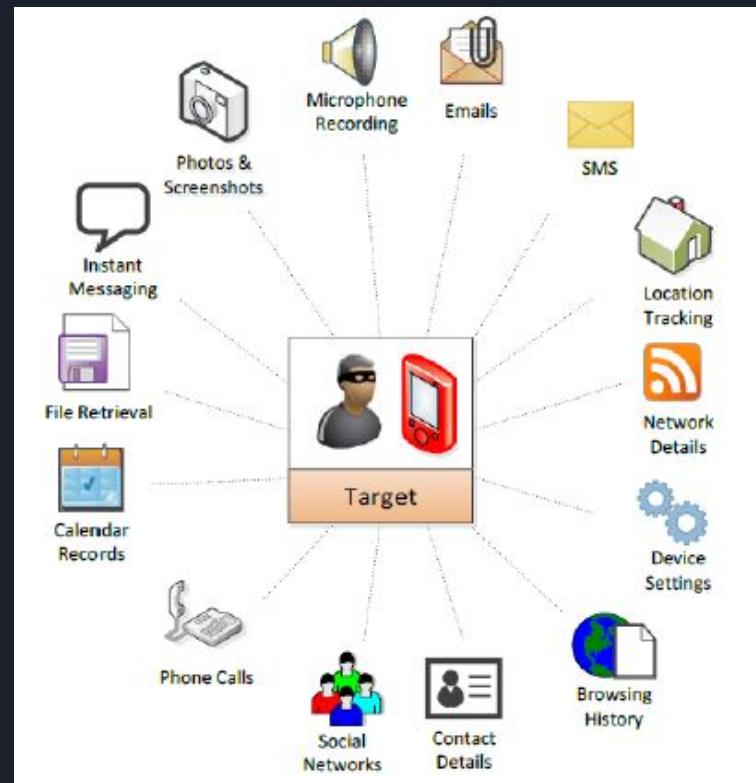 Microphone
Recording
Emails
SMS
Photos &
Screenshots
Instant
Messaging
Location
Tracking
File Retrieval
Network
Details
Target
Calendar
Records
Device
Settings
Phone Calls
Social
Networks
Contact
Details
Browsing
History